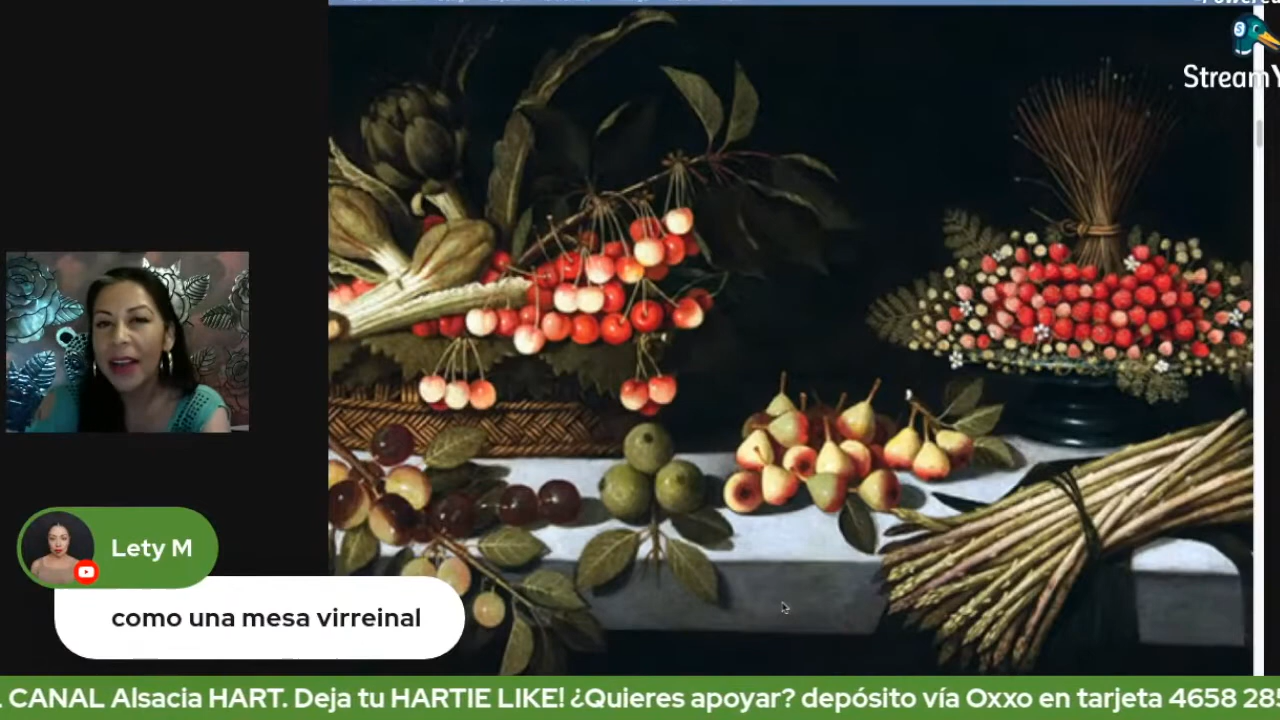 StreamY
Lety M
como una mesa virreinal
CANAL Alsacia HART. Deja tu HARTIE LIKE! ¿Quieres apoyar? depósito vía Oxxo en tarjeta 4658 285